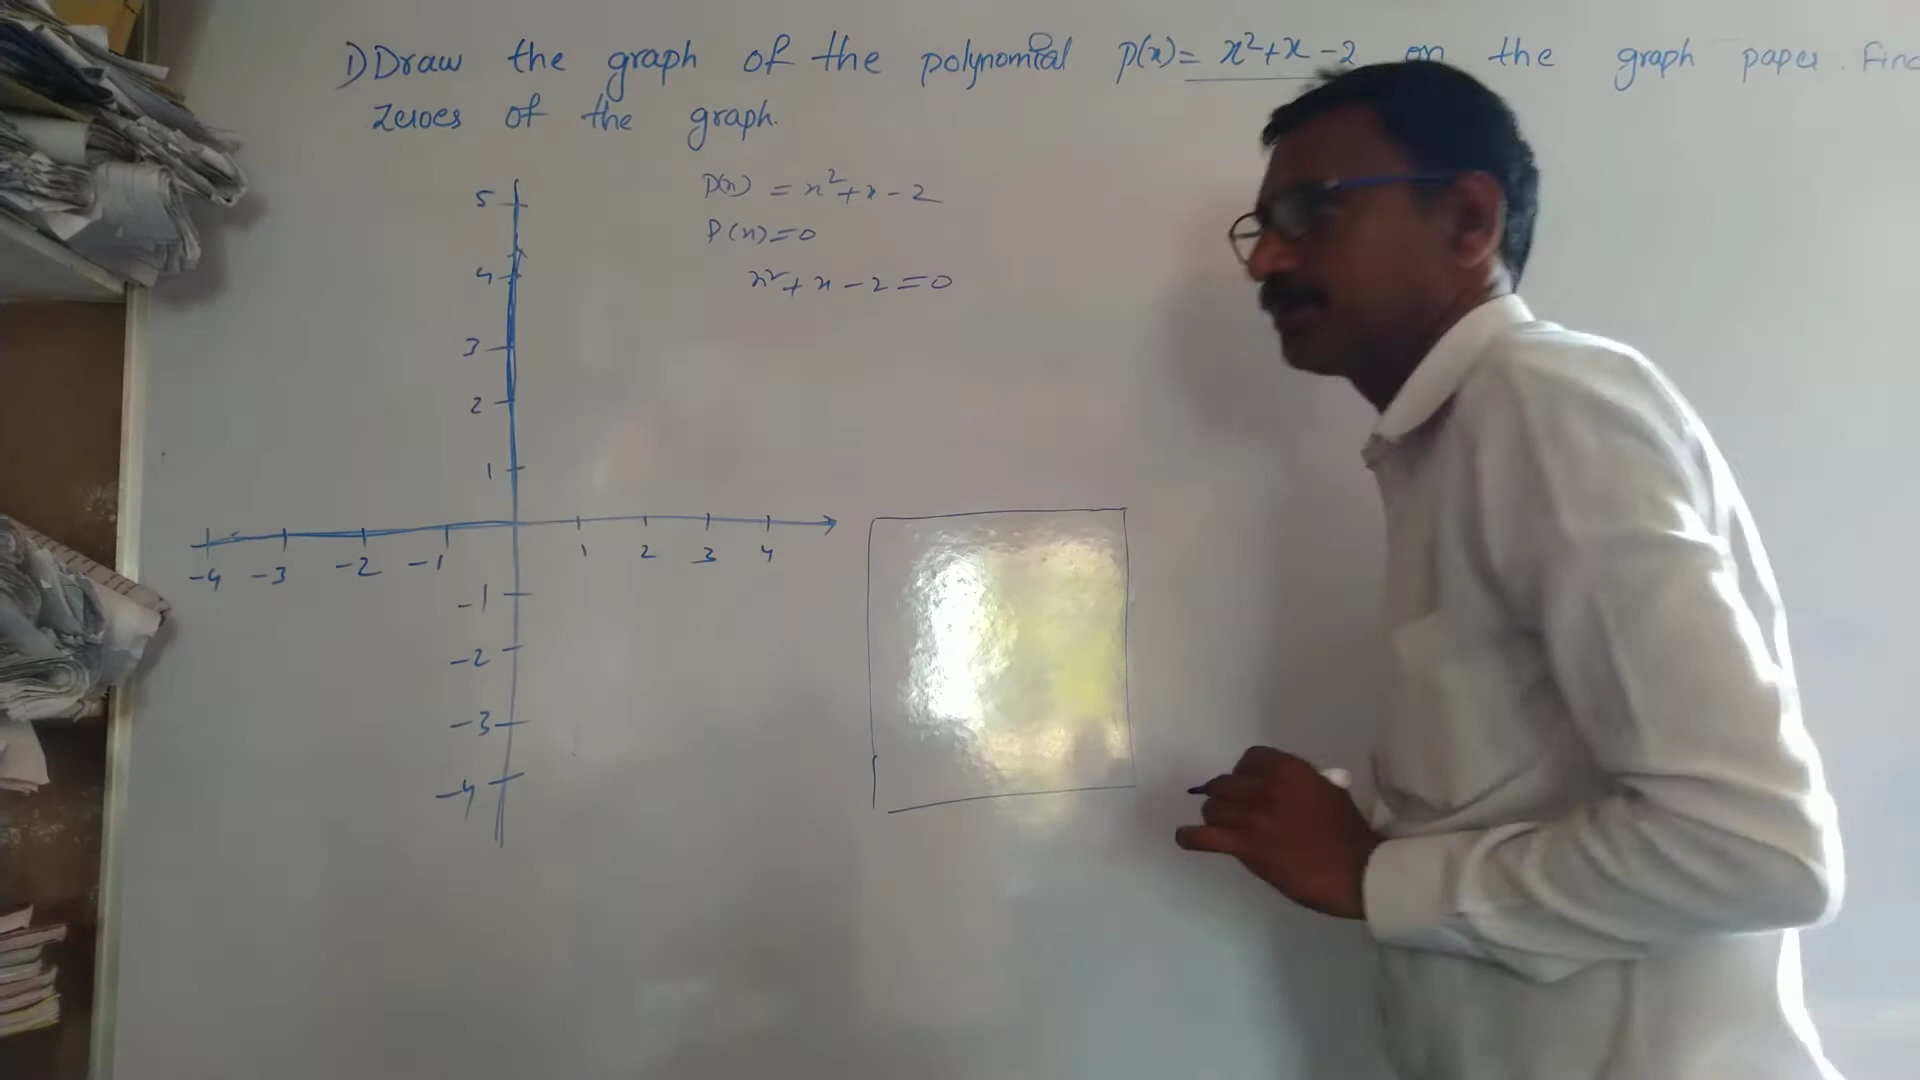 1) Draw the graph of the polynomial p(x) = x²+x-2 on the graph paper. Find
zeroes of the graph.
P(x) = x²+x-2
P(x)=0
x²+x-2=0
5
4
3
2
1
-4 -3 -2 -1 1 2 3 4
-1
-2
-3
-4